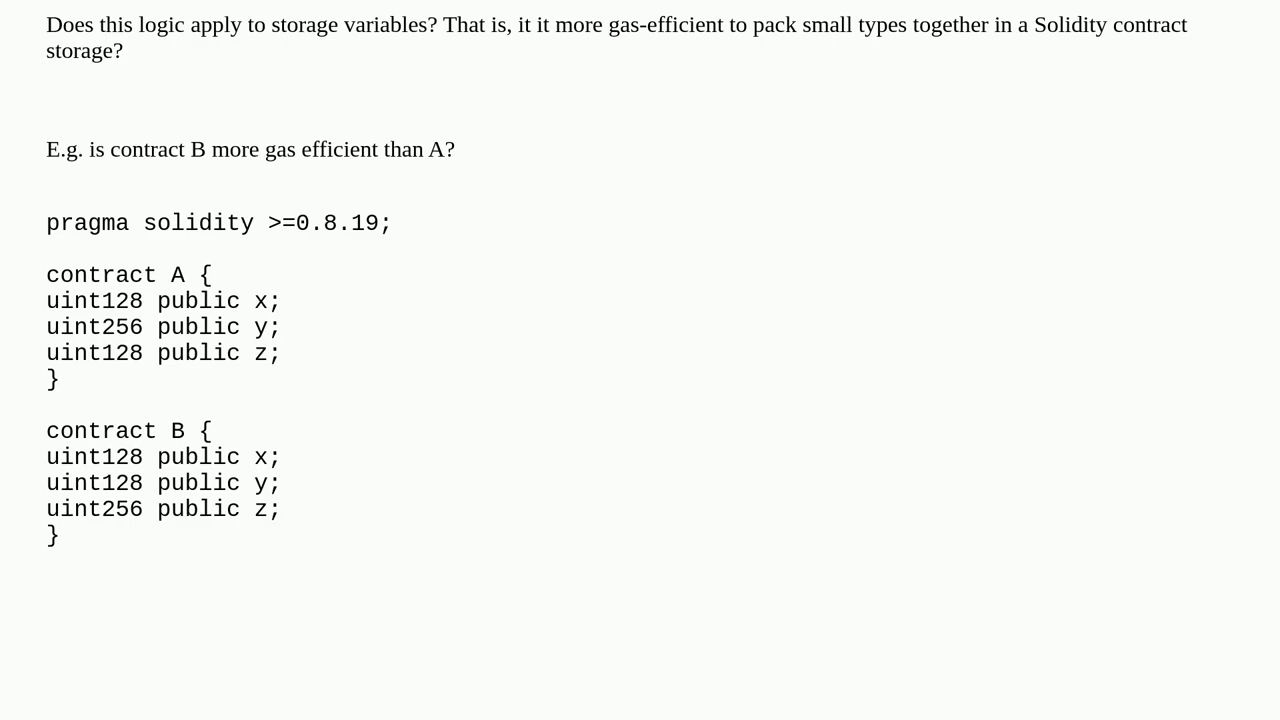 Does this logic apply to storage variables? That is, it it more gas-efficient to pack small types together in a Solidity contract
storage?
E.g. is contract B more gas efficient than A?
pragma solidity >=0.8.19;
contract A {
uint128 public x;
uint256 public y;
uint128 public z;
}
contract B {
uint128 public x;
uint128 public y;
uint256 public z;
}